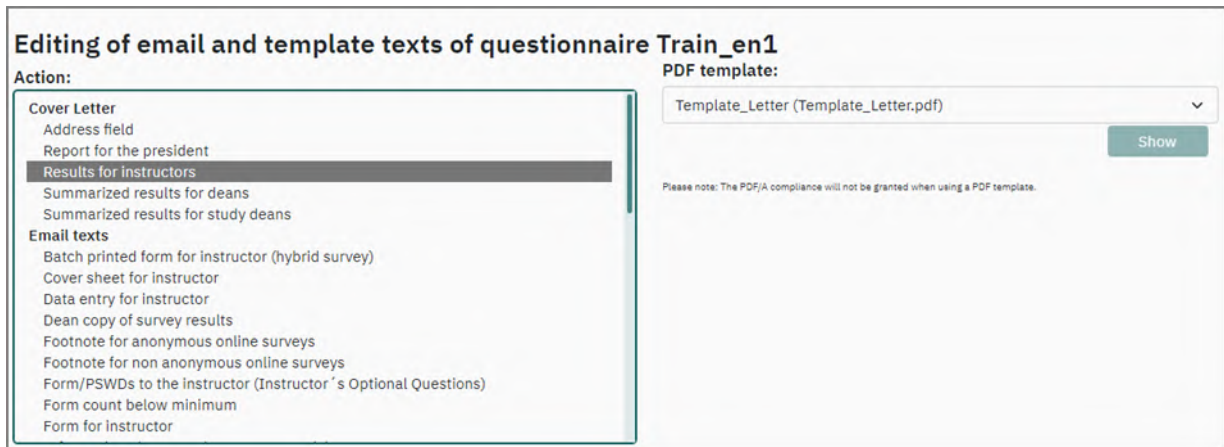 Editing of email and template texts of questionnaire Train_en1
Action:
Cover Letter
Address field
Report for the president
Results for instructors
Summarized results for deans
Summarized results for study deans
Email texts
Batch printed form for instructor (hybrid survey)
Cover sheet for instructor
Data entry for instructor
Dean copy of survey results
Footnote for anonymous online surveys
Footnote for non anonymous online surveys
Form/PSWDs to the instructor (Instructor´s Optional Questions)
Form count below minimum
Form for instructor
PDF template:
Template_Letter (Template_Letter.pdf)
Show
Please note: The PDF/A compliance will not be granted when using a PDF template.